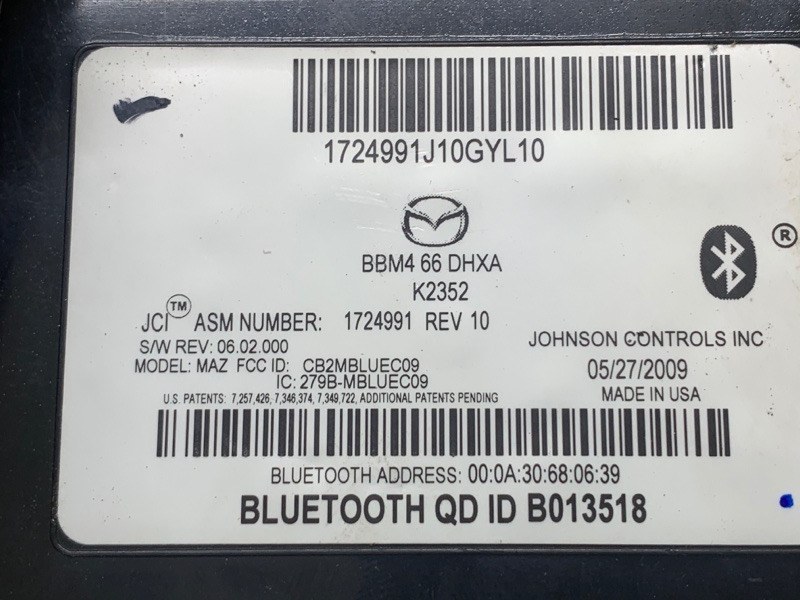 1724991J10GYL10
BBM4 66 DHXA
K2352
®
JCI™ ASM NUMBER: 1724991 REV 10
S/W REV: 06.02.000
MODEL: MAZ FCC ID: CB2MBLUEC09
IC: 279B-MBLUEC09
U.S. PATENTS: 7,257,426, 7,346,374, 7,349,722, ADDITIONAL PATENTS PENDING
JOHNSON CONTROLS INC
05/27/2009
MADE IN USA
BLUETOOTH ADDRESS: 00:0A:30:68:06:39
BLUETOOTH QD ID B013518